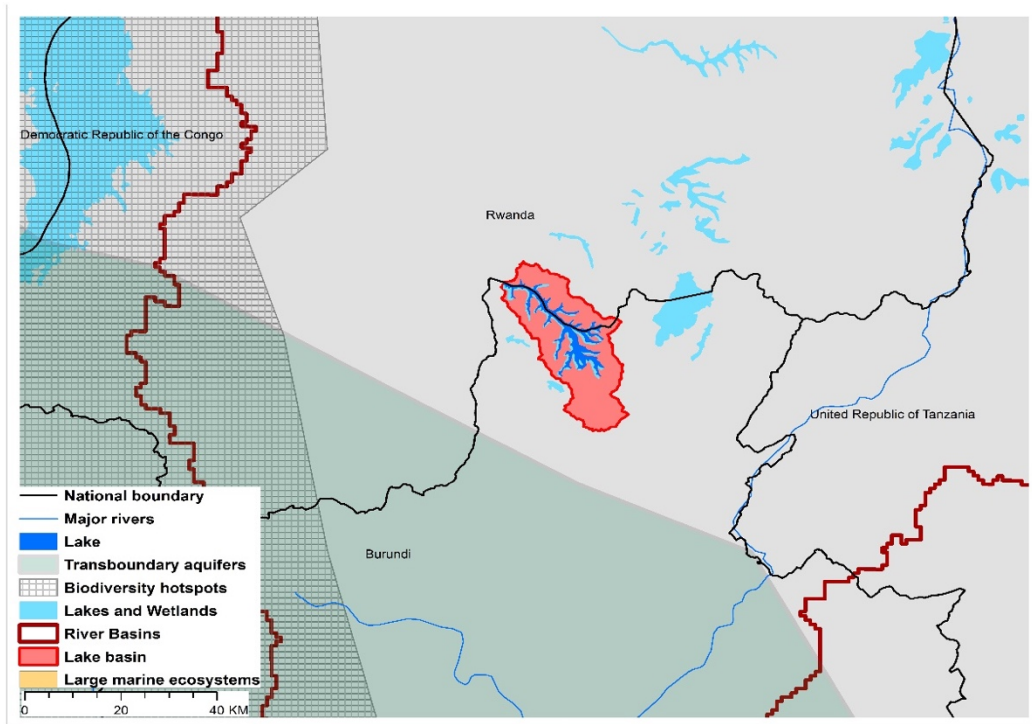 Democratic Republic of the Congo
Rwanda
United Republic of Tanzania
Burundi
National boundary
Major rivers
Lake
Transboundary aquifers
Biodiversity hotspots
Lakes and Wetlands
River Basins
Lake basin
Large marine ecosystems
0 20 40 KM